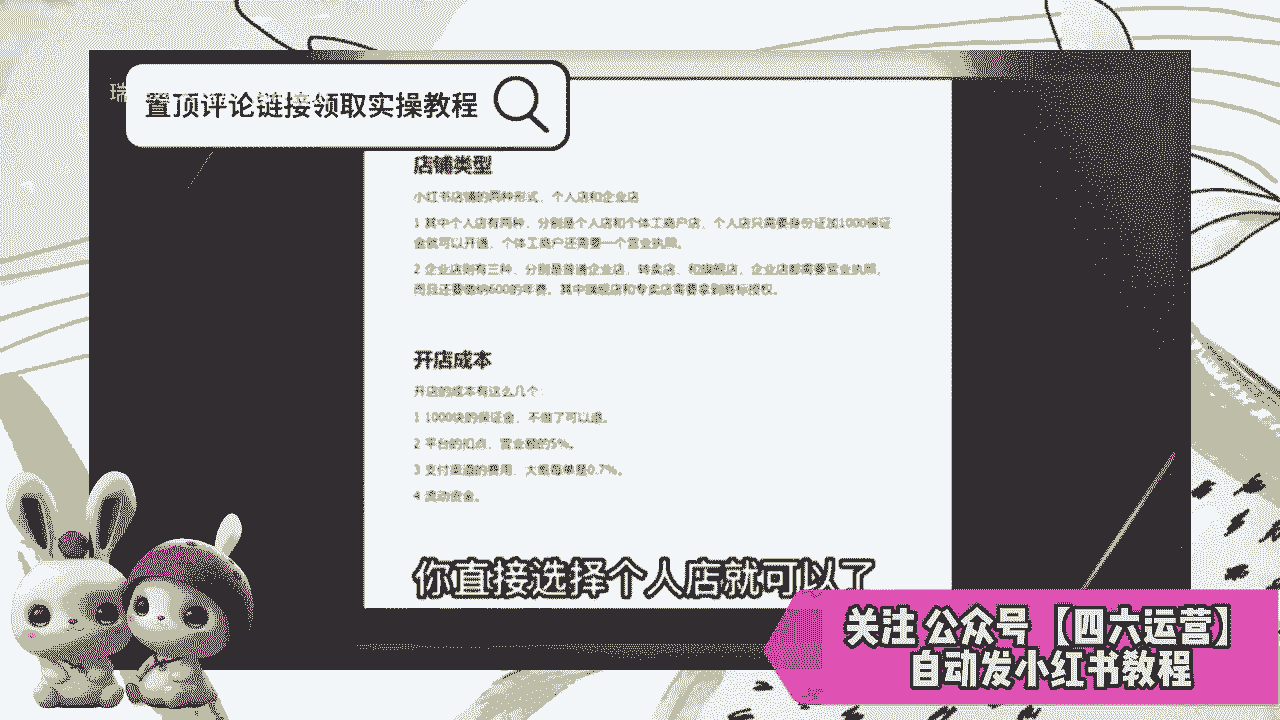 瑞
置顶评论链接领取实操教程
店铺类型
小红书店铺的两种形式，个人店和企业店
1 其中个人店有两种，分别是个人店和个体工商户店，个人店只需要身份证加1000保证
金就可以开通，个体工商户还需要一个营业执照。
2 企业店则有三种，分别是普通企业店，专卖店，和旗舰店，企业店都需要营业执照，
而且还要缴纳600的年费。其中旗舰店和专卖店需要拿到商标授权。
开店成本
开店的成本有这么几个
1 1000块的保证金，不做了可以退。
2 平台的扣点，营业额的5%。
3 支付渠道的费用，大概每单是0.7%。
4 流动资金。
你直接选择个人店就可以了
关注 公众号 【四六运营】
自动发小红书教程